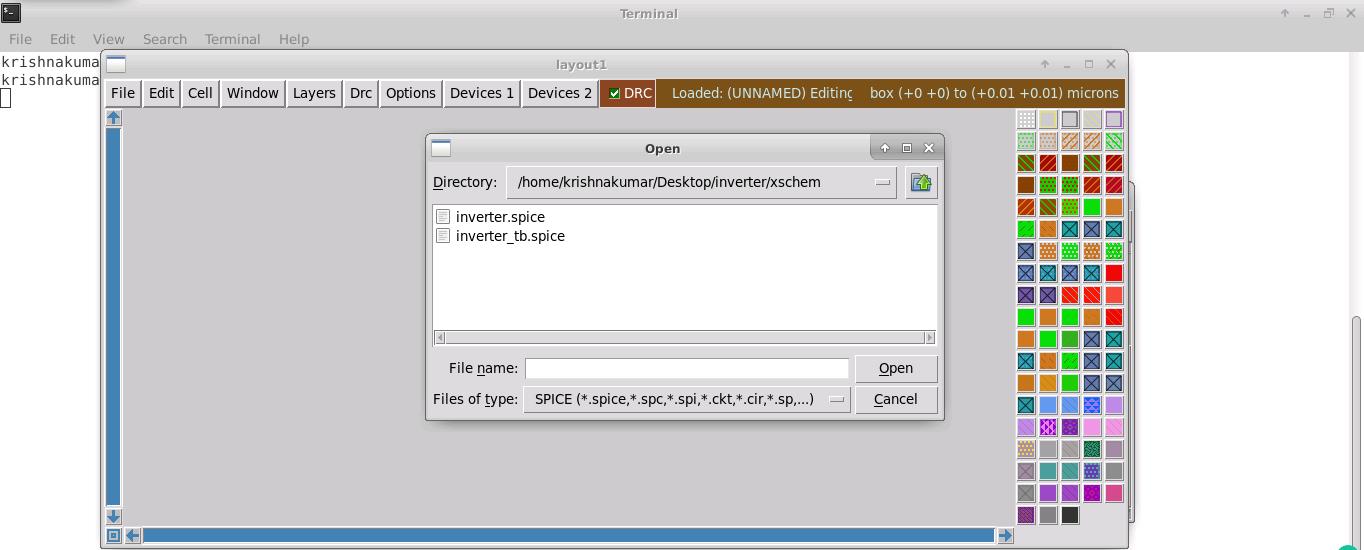 Terminal
File Edit View Search Terminal Help
krishnakuma
krishnakuma
layout1
File Edit Cell Window Layers Drc Options Devices 1 Devices 2 DRC Loaded: (UNNAMED) Editing box (+0 +0) to (+0.01 +0.01) microns
Open
Directory: /home/krishnakumar/Desktop/inverter/xschem
inverter.spice
inverter_tb.spice
File name: Open
Files of type: SPICE (*.spice,*.spc,*.spi,*.ckt,*.cir,*.sp,...) Cancel